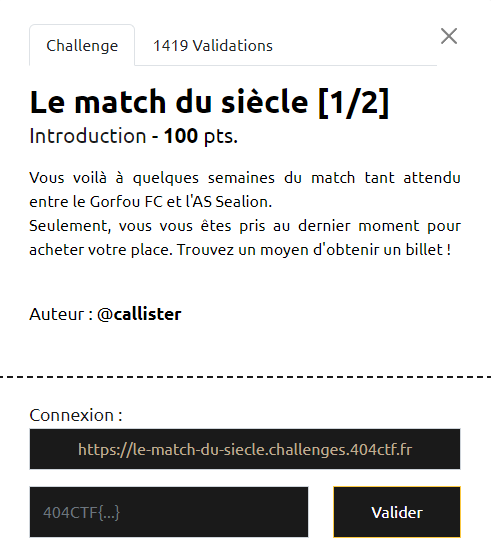 Challenge
1419 Validations
Le match du siècle [1/2]
Introduction - 100 pts.
Vous voilà à quelques semaines du match tant attendu
entre le Gorfou FC et l'AS Sealion.
Seulement, vous vous êtes pris au dernier moment pour
acheter votre place. Trouvez un moyen d'obtenir un billet !
Auteur : @callister
Connexion :
https://le-match-du-siecle.challenges.404ctf.fr
404CTF{...}
Valider